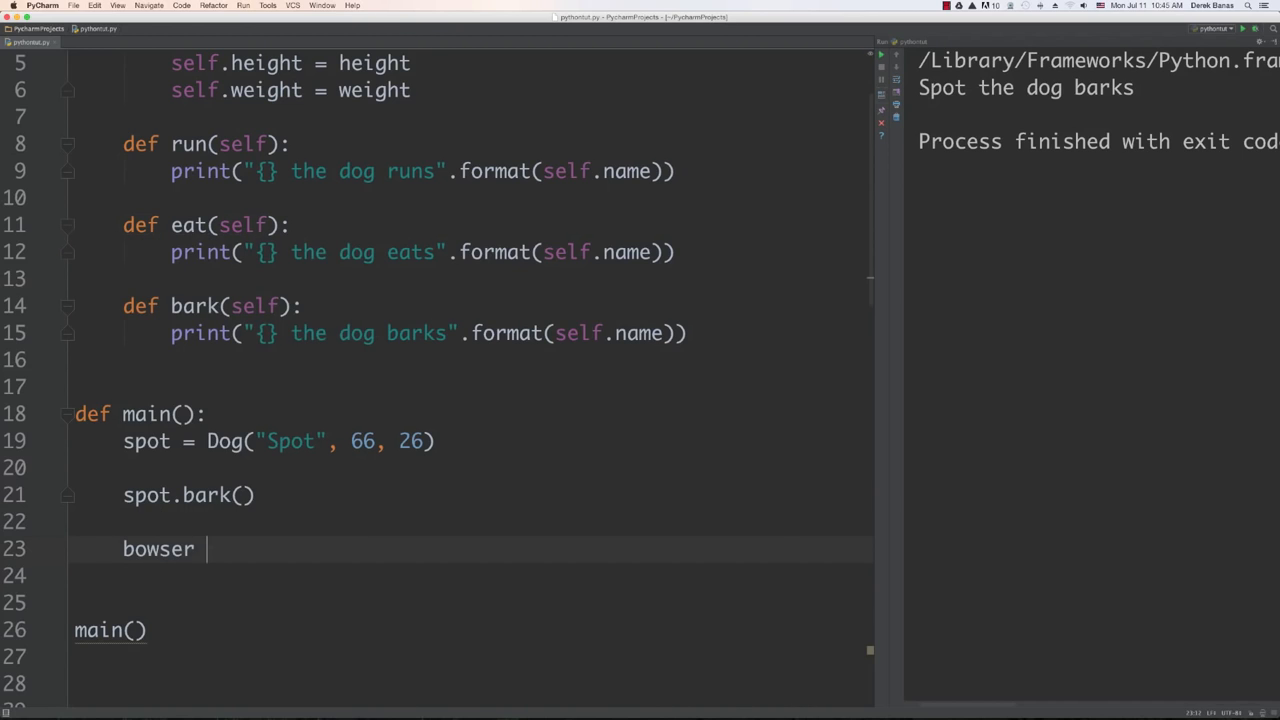 PyCharm File Edit View Navigate Code Refactor Run Tools VCS Window Help
10 Mon Jul 11 10:45 AM Derek Banas
pythontut.py - PyCharmProjects - [~/PycharmProjects]
PycharmProjects pythontut.py pythontut
pythontut.py Run pythontut
5 self.height = height
6 self.weight = weight
7
8 def run(self):
9 print("{} the dog runs".format(self.name))
10
11 def eat(self):
12 print("{} the dog eats".format(self.name))
13
14 def bark(self):
15 print("{} the dog barks".format(self.name))
16
17
18 def main():
19 spot = Dog("Spot", 66, 26)
20
21 spot.bark()
22
23 bowser
24
25
26 main()
27
28
/Library/Frameworks/Python.fra
Spot the dog barks
Process finished with exit cod
23:12 LF‡ UTF-8‡